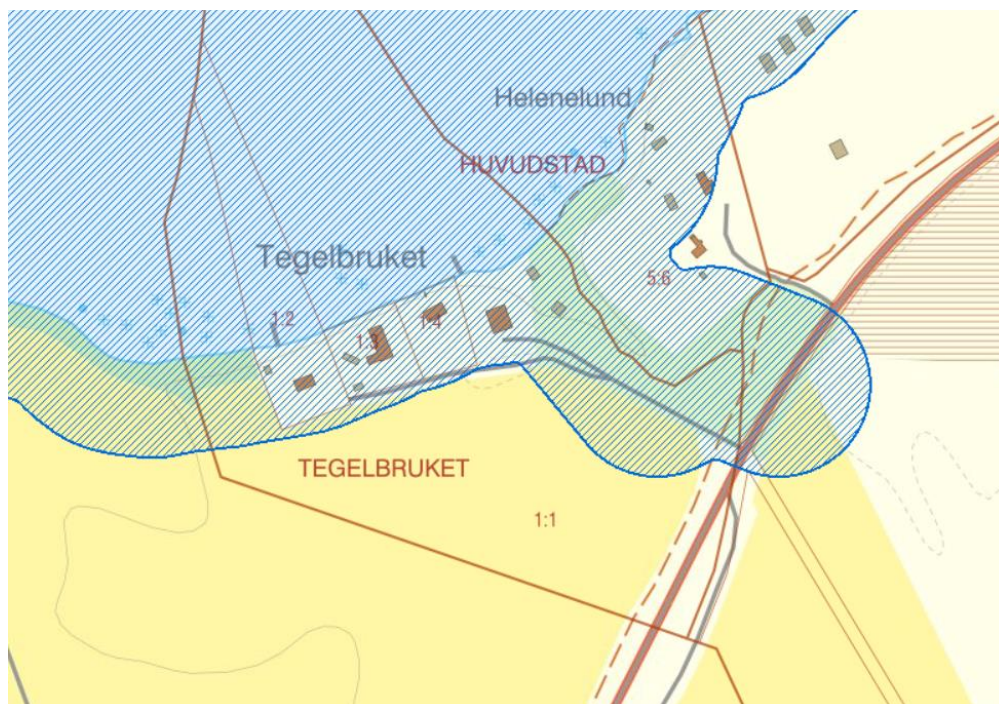 Helenelund
HUVUDSTAD
Tegelbruket
5:6
1:2
1:3
1:4
TEGELBRUKET
1:1